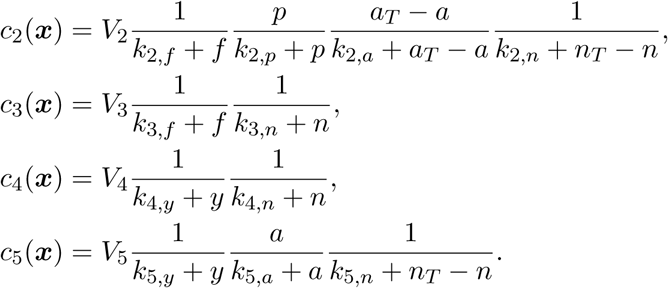 $c_2(\boldsymbol{x}) = V_2 \frac{1}{k_{2,f} + f} \frac{p}{k_{2,p} + p} \frac{a_T - a}{k_{2,a} + a_T - a} \frac{1}{k_{2,n} + n_T - n},$
$c_3(\boldsymbol{x}) = V_3 \frac{1}{k_{3,f} + f} \frac{1}{k_{3,n} + n},$
$c_4(\boldsymbol{x}) = V_4 \frac{1}{k_{4,y} + y} \frac{1}{k_{4,n} + n},$
$c_5(\boldsymbol{x}) = V_5 \frac{1}{k_{5,y} + y} \frac{a}{k_{5,a} + a} \frac{1}{k_{5,n} + n_T - n}.$